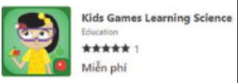 Kids Games Learning Science
Education
★★★★★ 1
Miễn phí